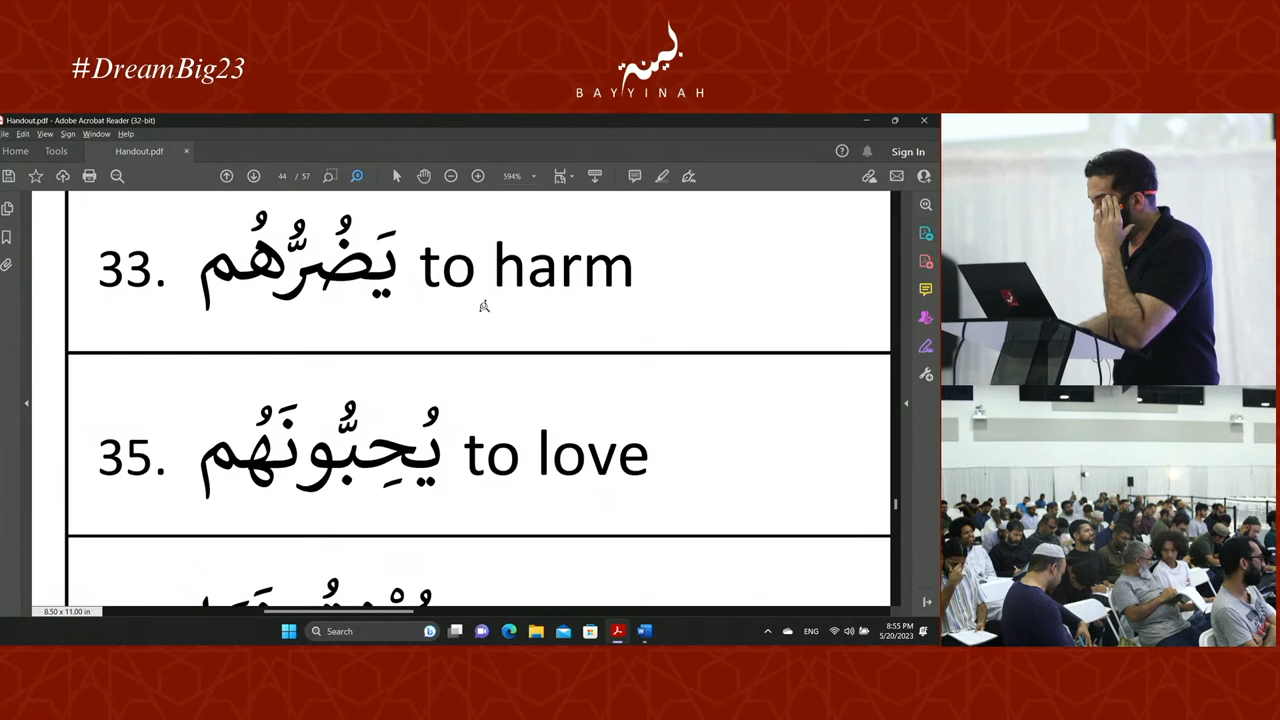 #DreamBig23
بينة
BAYYINAH
Handout.pdf - Adobe Acrobat Reader (32-bit)
ile Edit View Sign Window Help
Home Tools Handout.pdf × Sign In
44 / 57 594%
33. يَضُرُّهُم to harm
35. يُحِبُّونَهُم to love
8.50 x 11.00 in
Search ENG 8:55 PM
5/20/2023